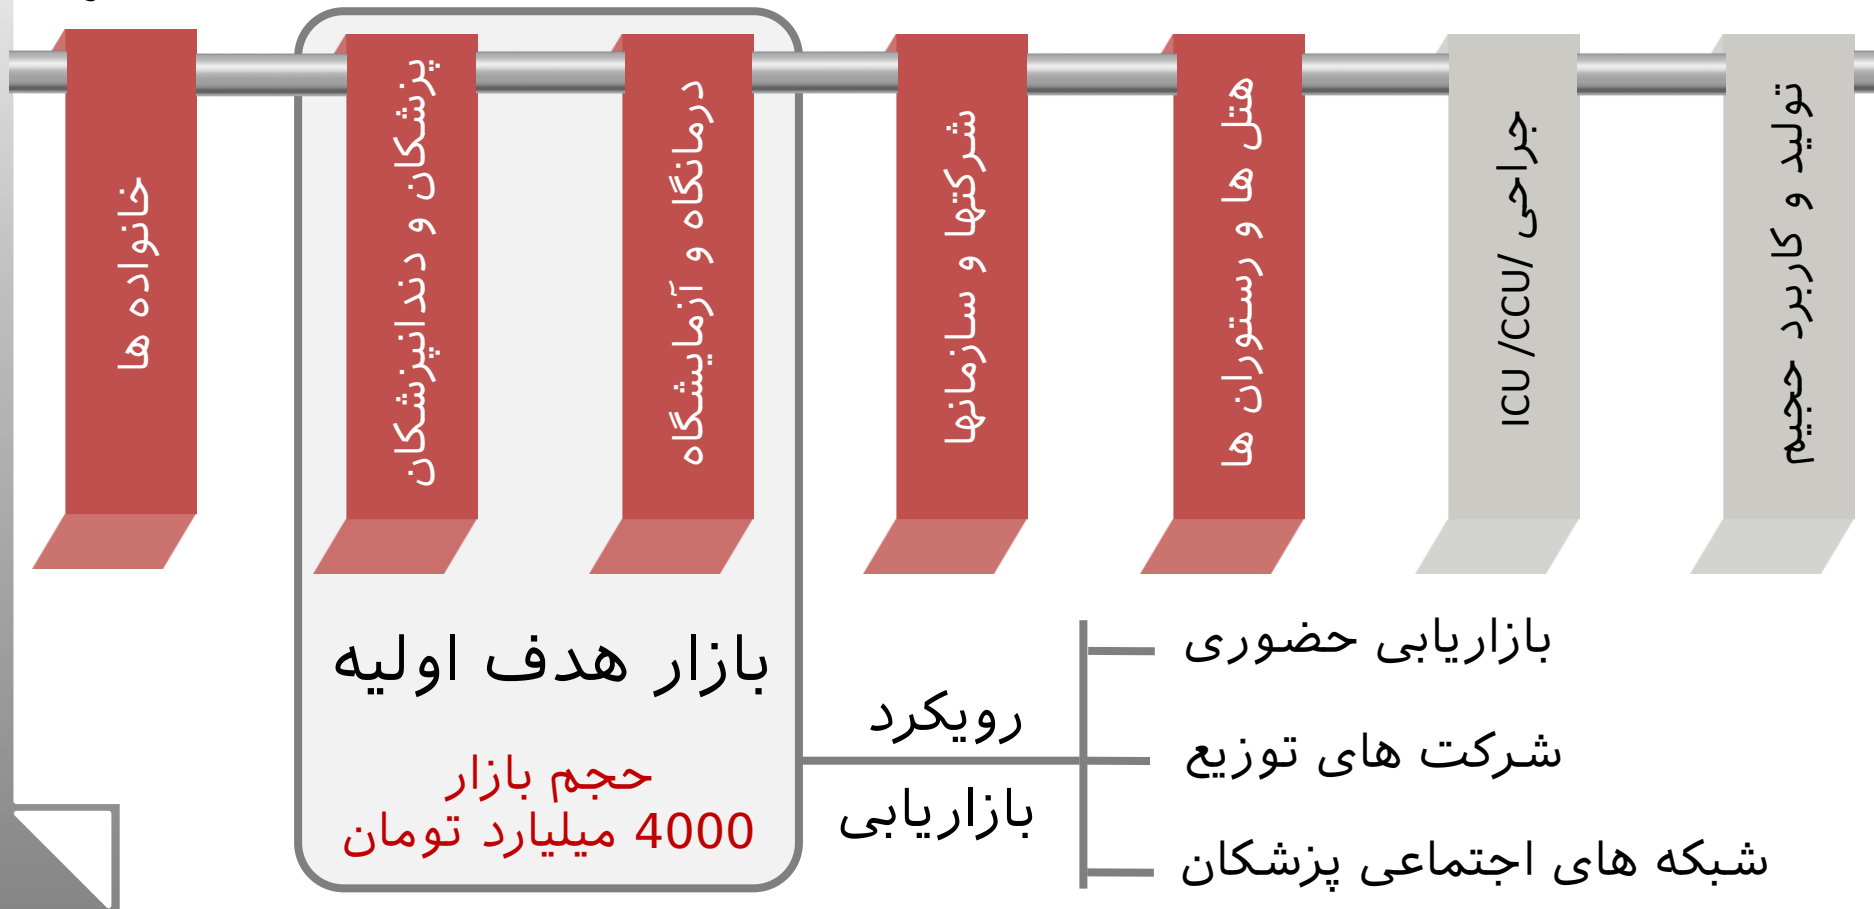 خانواده ها
پزشکان و دندانپزشکان
درمانگاه و آزمایشگاه
شرکتها و سازمانها
هتل ها و رستوران ها
جراحی /ICU /CCU
تولید و کاربرد حجیم
بازار هدف اولیه
حجم بازار
4000 میلیارد تومان
رویکرد
بازاریابی
بازاریابی حضوری
شرکت های توزیع
شبکه های اجتماعی پزشکان